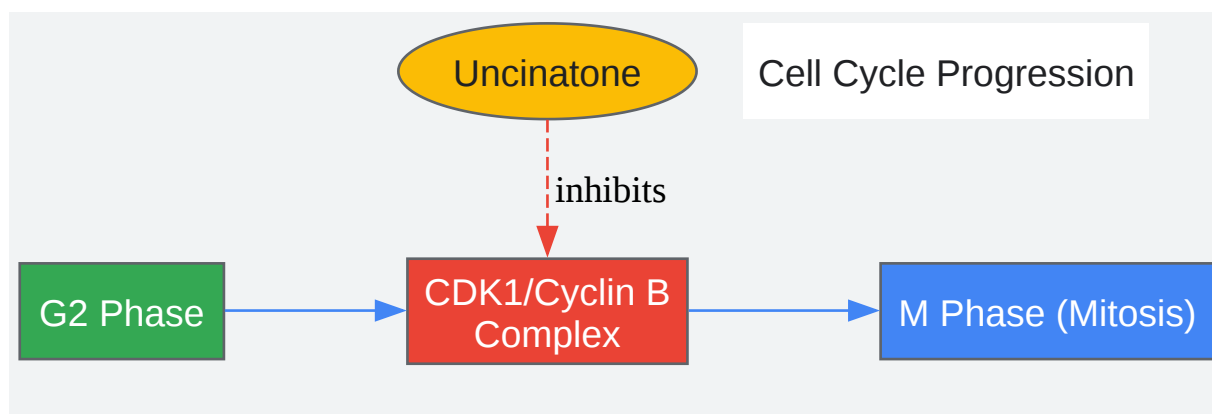 Uncinatone
Cell Cycle Progression
inhibits
G2 Phase
CDK1/Cyclin B
Complex
M Phase (Mitosis)